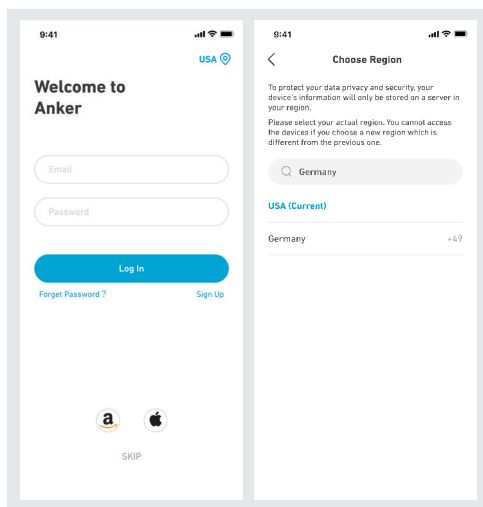 9:41
USA
Welcome to
Anker
Email
Password
Log In
Forget Password ?
Sign Up
a
SKIP
9:41
Choose Region
To protect your data privacy and security, your
device's information will only be stored on a server in
your region.
Please select your actual region. You cannot access
the devices if you choose a new region which is
different from the previous one.
Germany
USA (Current)
Germany
+49